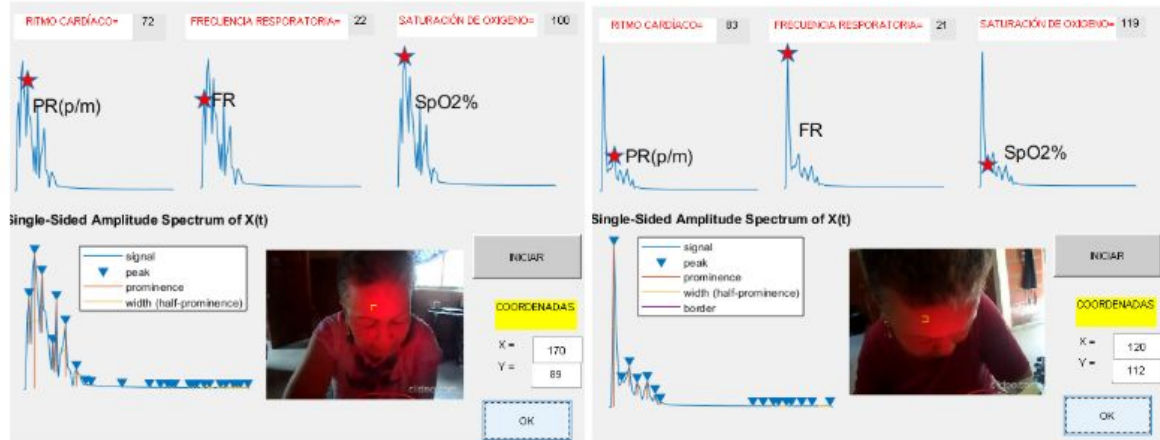 RITMO CARDÍACO= 72 FRECUENCIA RESPORATORIA= 22 SATURACIÓN DE OXIGENO= 100
PR(p/m)
FR
SpO2%
Single-Sided Amplitude Spectrum of X(t)
signal
peak
prominence
width (half-prominence)
INICIAR
COORDENADAS
X = 170
Y = 89
OK
RITMO CARDÍACO= 83 FRECUENCIA RESPORATORIA= 21 SATURACIÓN DE OXIGENO= 119
PR(p/m)
FR
SpO2%
Single-Sided Amplitude Spectrum of X(t)
signal
peak
prominence
width (half-prominence)
border
INICIAR
COORDENADAS
X = 120
Y = 112
OK